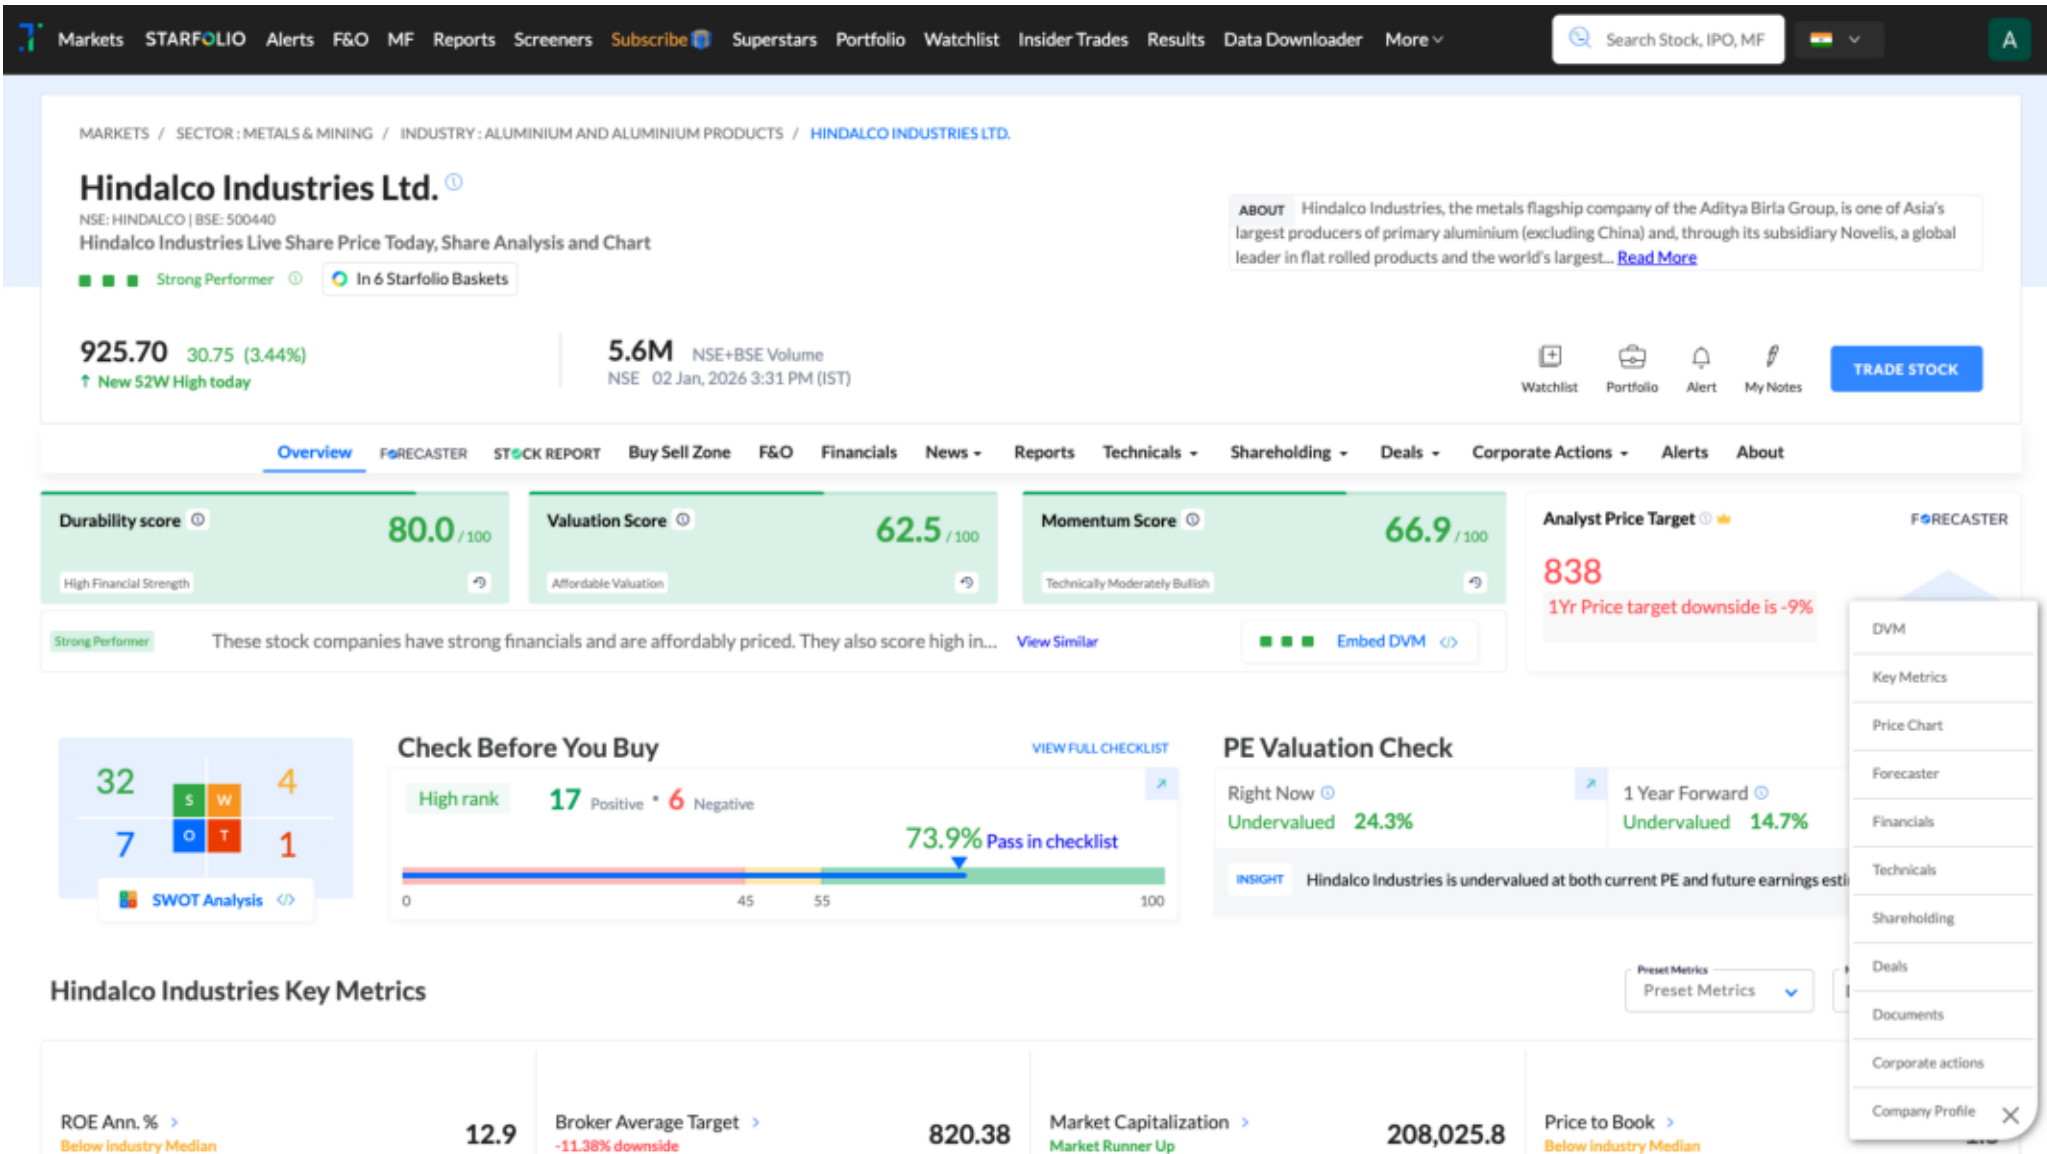 Markets STARFOLIO Alerts F&O MF Reports Screeners Subscribe Superstars Portfolio Watchlist Insider Trades Results Data Downloader More Search Stock, IPO, MF A
MARKETS / SECTOR : METALS & MINING / INDUSTRY : ALUMINIUM AND ALUMINIUM PRODUCTS / HINDALCO INDUSTRIES LTD.
Hindalco Industries Ltd.
NSE: HINDALCO | BSE: 500440
Hindalco Industries Live Share Price Today, Share Analysis and Chart
Strong Performer In 6 Starfolio Baskets
ABOUT Hindalco Industries, the metals flagship company of the Aditya Birla Group, is one of Asia's
largest producers of primary aluminium (excluding China) and, through its subsidiary Novelis, a global
leader in flat rolled products and the world's largest... Read More
925.70 30.75 (3.44%)
↑ New 52W High today
5.6M NSE+BSE Volume
NSE 02 Jan, 2026 3:31 PM (IST)
Watchlist Portfolio Alert My Notes TRADE STOCK
Overview FORECASTER STOCK REPORT Buy Sell Zone F&O Financials News Reports Technicals Shareholding Deals Corporate Actions Alerts About
Durability score 80.0 / 100
High Financial Strength
Valuation Score 62.5 / 100
Affordable Valuation
Momentum Score 66.9 / 100
Technically Moderately Bullish
Analyst Price Target FORECASTER
838
1Yr Price target downside is -9%
Strong Performer These stock companies have strong financials and are affordably priced. They also score high in... View Similar Embed DVM </>
32 S W 4
7 O T 1
SWOT Analysis </>
Check Before You Buy VIEW FULL CHECKLIST
High rank 17 Positive • 6 Negative
73.9% Pass in checklist
0 45 55 100
PE Valuation Check
Right Now 1 Year Forward
Undervalued 24.3% Undervalued 14.7%
INSIGHT Hindalco Industries is undervalued at both current PE and future earnings esti
Hindalco Industries Key Metrics
Preset Metrics
Preset Metrics
ROE Ann. % > 12.9
Below industry Median
Broker Average Target > 820.38
-11.38% downside
Market Capitalization > 208,025.8
Market Runner Up
Price to Book >
Below industry Median
DVM
Key Metrics
Price Chart
Forecaster
Financials
Technicals
Shareholding
Deals
Documents
Corporate actions
Company Profile